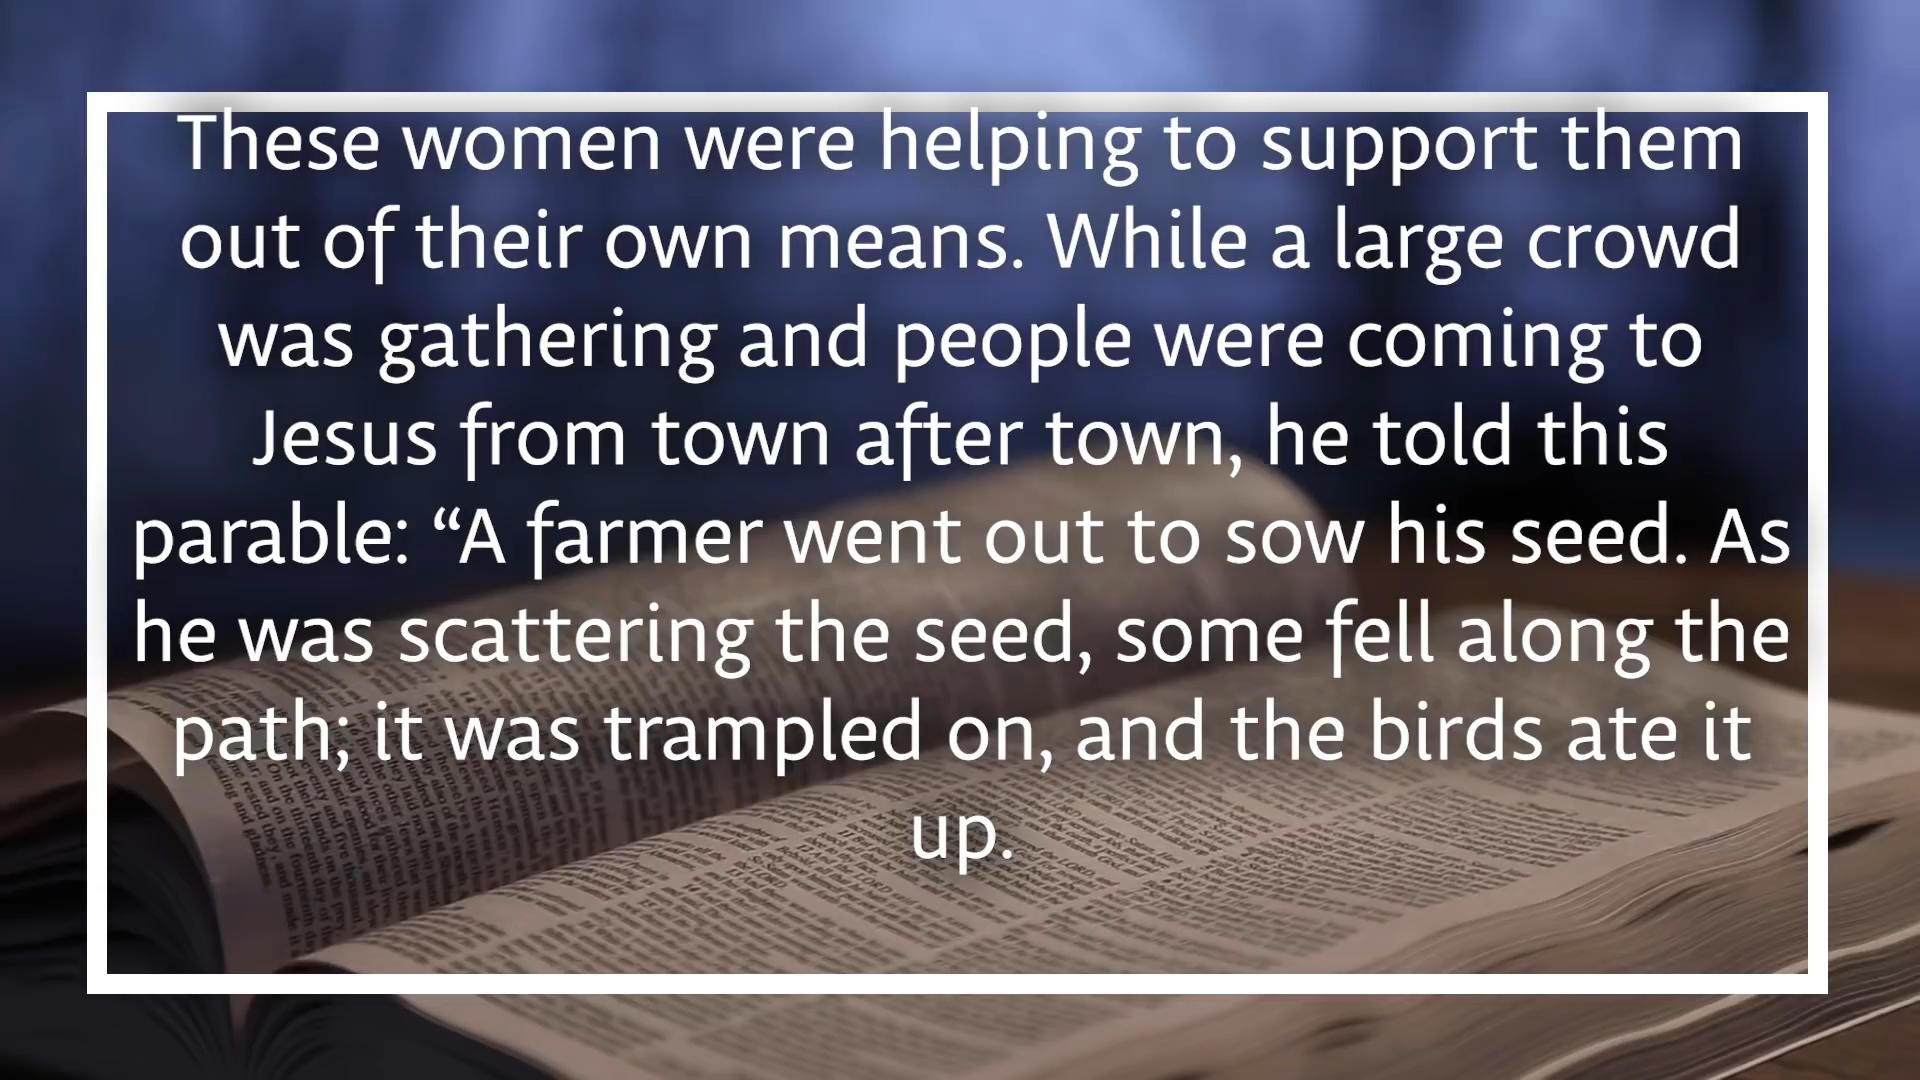 These women were helping to support them
out of their own means. While a large crowd
was gathering and people were coming to
Jesus from town after town, he told this
parable: “A farmer went out to sow his seed. As
he was scattering the seed, some fell along the
path; it was trampled on, and the birds ate it
up.